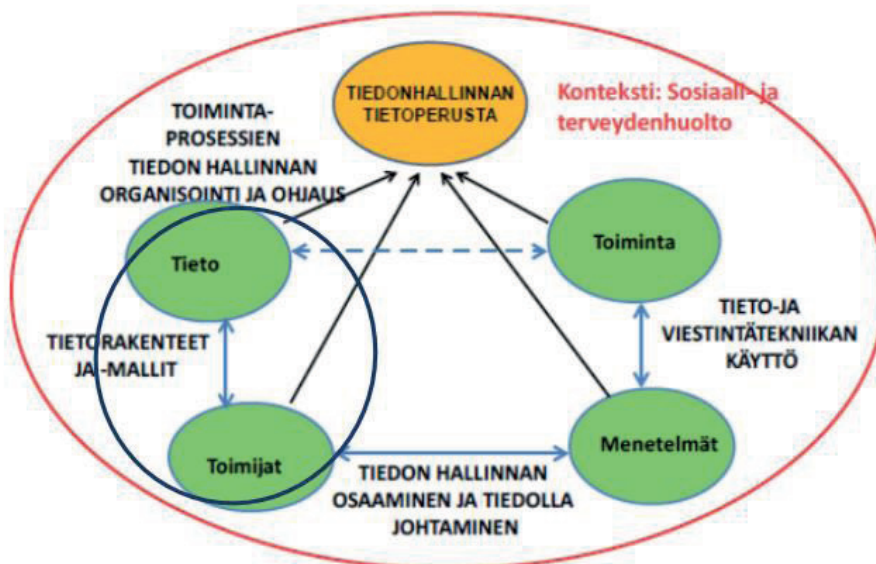 TIEDONHALLINNAN
TIETOPERUSTA
Konteksti: Sosiaali- ja
terveydenhuolto
TOIMINTA-
PROSESSIEN
TIEDON HALLINNAN
ORGANISOINTI JA OHJAUS
Tieto
Toiminta
TIETORAKENTEET
JA -MALLIT
TIETO-JA
VIESTINTÄTEKNIIKAN
KÄYTTÖ
Toimijat
Menetelmät
TIEDON HALLINNAN
OSAAMINEN JA TIEDOLLA
JOHTAMINEN